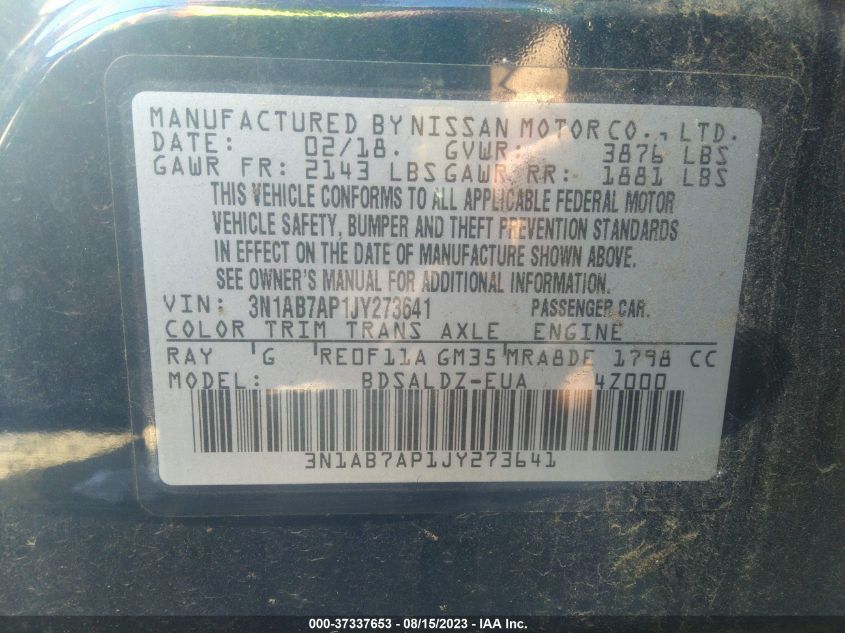 MANUFACTURED BY NISSAN MOTOR CO., LTD.
DATE: 02/18. GVWR: 3876 LBS
GAWR FR: 2143 LBS GAWR RR: 1881 LBS
THIS VEHICLE CONFORMS TO ALL APPLICABLE FEDERAL MOTOR
VEHICLE SAFETY, BUMPER AND THEFT PREVENTION STANDARDS
IN EFFECT ON THE DATE OF MANUFACTURE SHOWN ABOVE.
SEE OWNER'S MANUAL FOR ADDITIONAL INFORMATION.
VIN: 3N1AB7AP1JY273641 PASSENGER CAR.
COLOR TRIM TRANS AXLE ENGINE
RAY G RE0F11A GM35 MRA8DE 1798 CC
MODEL: BDSALDZ-EUA 4Z000
3N1AB7AP1JY273641
000-37337653 - 08/15/2023 - IAA Inc.